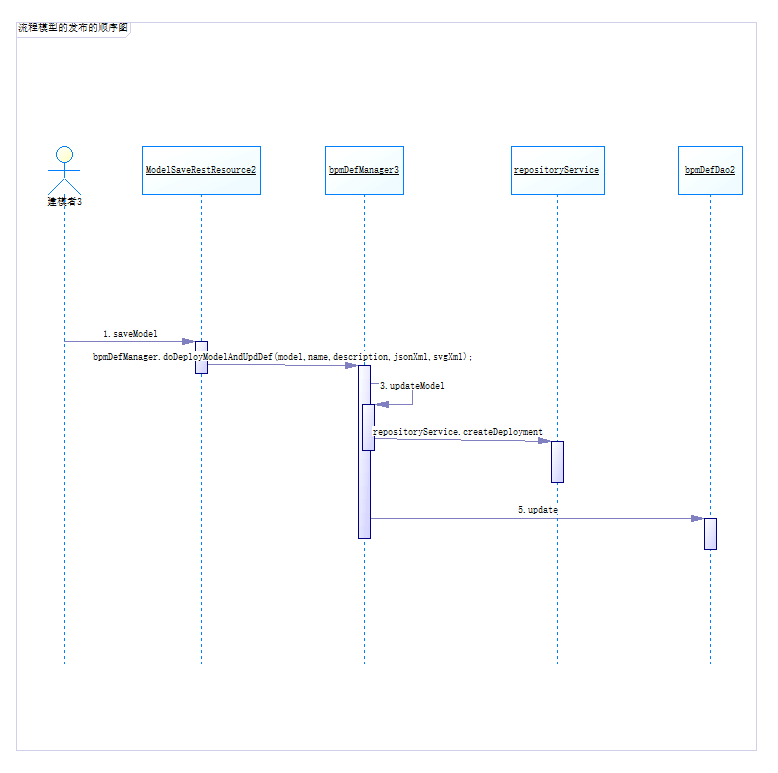 流程模型的发布的顺序图
建模者3
ModelSaveRestResource2
bpmDefManager3
repositoryService
bpmDefDao2
1.saveModel
bpmDefManager.doDeployModelAndUpdDef(model,name,description,jsonXml,svgXml);
3.updateModel
repositoryService.createDeployment
5.update